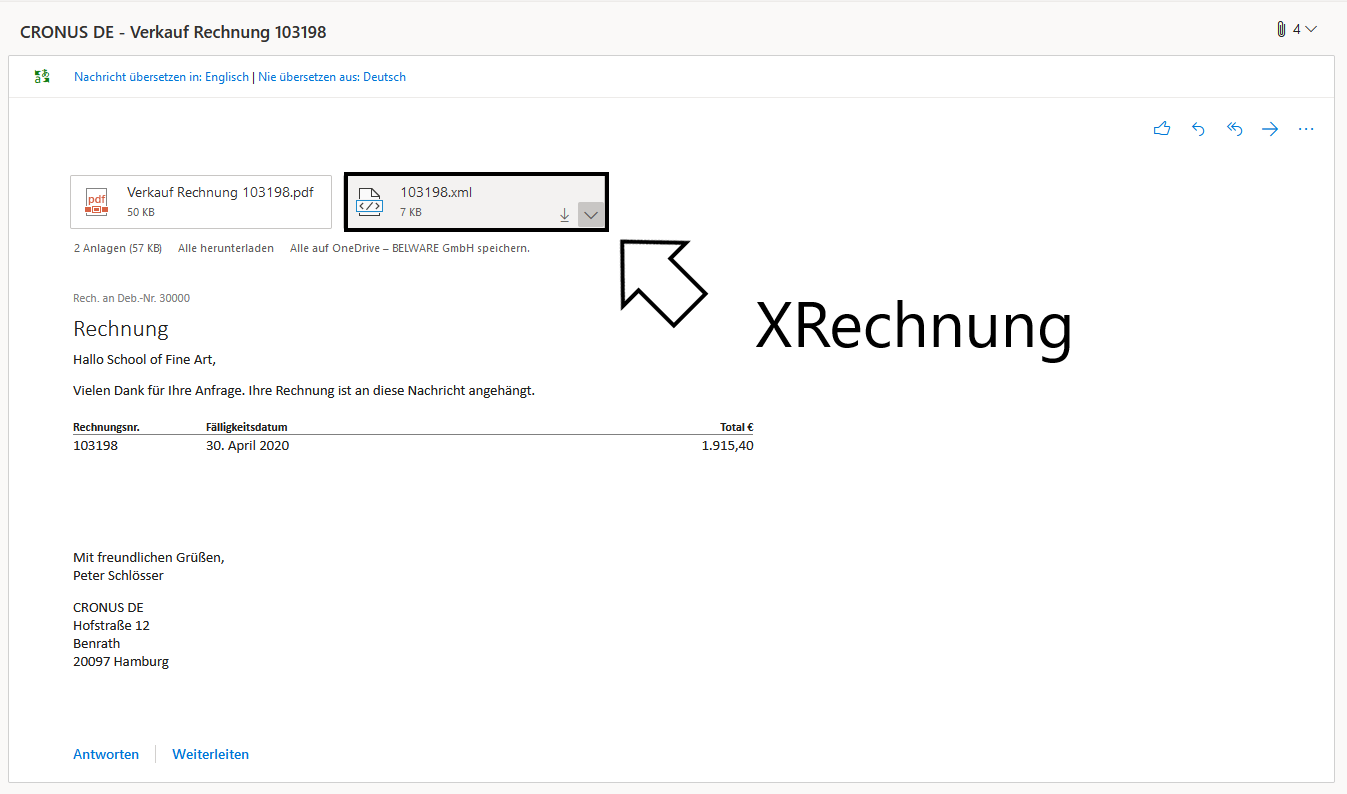 CRONUS DE - Verkauf Rechnung 103198
4
Nachricht übersetzen in: Englisch | Nie übersetzen aus: Deutsch
pdf
Verkauf Rechnung 103198.pdf
50 KB
103198.xml
7 KB
2 Anlagen (57 KB) Alle herunterladen Alle auf OneDrive – BELWARE GmbH speichern.
Rech. an Deb.-Nr. 30000
Rechnung
XRechnung
Hallo School of Fine Art,
Vielen Dank für Ihre Anfrage. Ihre Rechnung ist an diese Nachricht angehängt.
Rechnungsnr. Fälligkeitsdatum Total €
103198 30. April 2020 1.915,40
Mit freundlichen Grüßen,
Peter Schlösser
CRONUS DE
Hofstraße 12
Benrath
20097 Hamburg
Antworten Weiterleiten